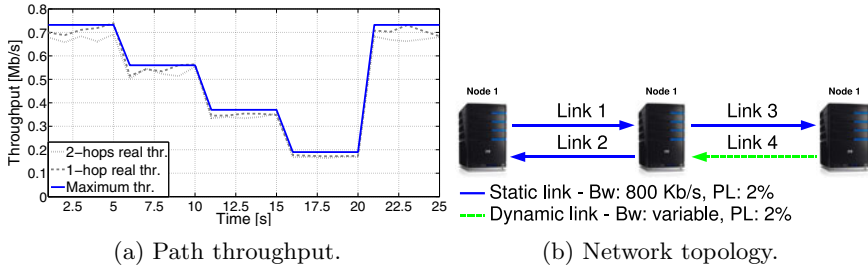 0.8
0.7
0.6
0.5
0.4
0.3
0.2
0.1
0
Throughput [Mb/s]
2-hops real thr.
1-hop real thr.
Maximum thr.
2.5 5 7.5 10 12.5 15 17.5 20 22.5 25
Time [s]
(a) Path throughput.
Node 1 Node 1 Node 1
Link 1 Link 3
Link 2 Link 4
Static link - Bw: 800 Kb/s, PL: 2%
Dynamic link - Bw: variable, PL: 2%
(b) Network topology.